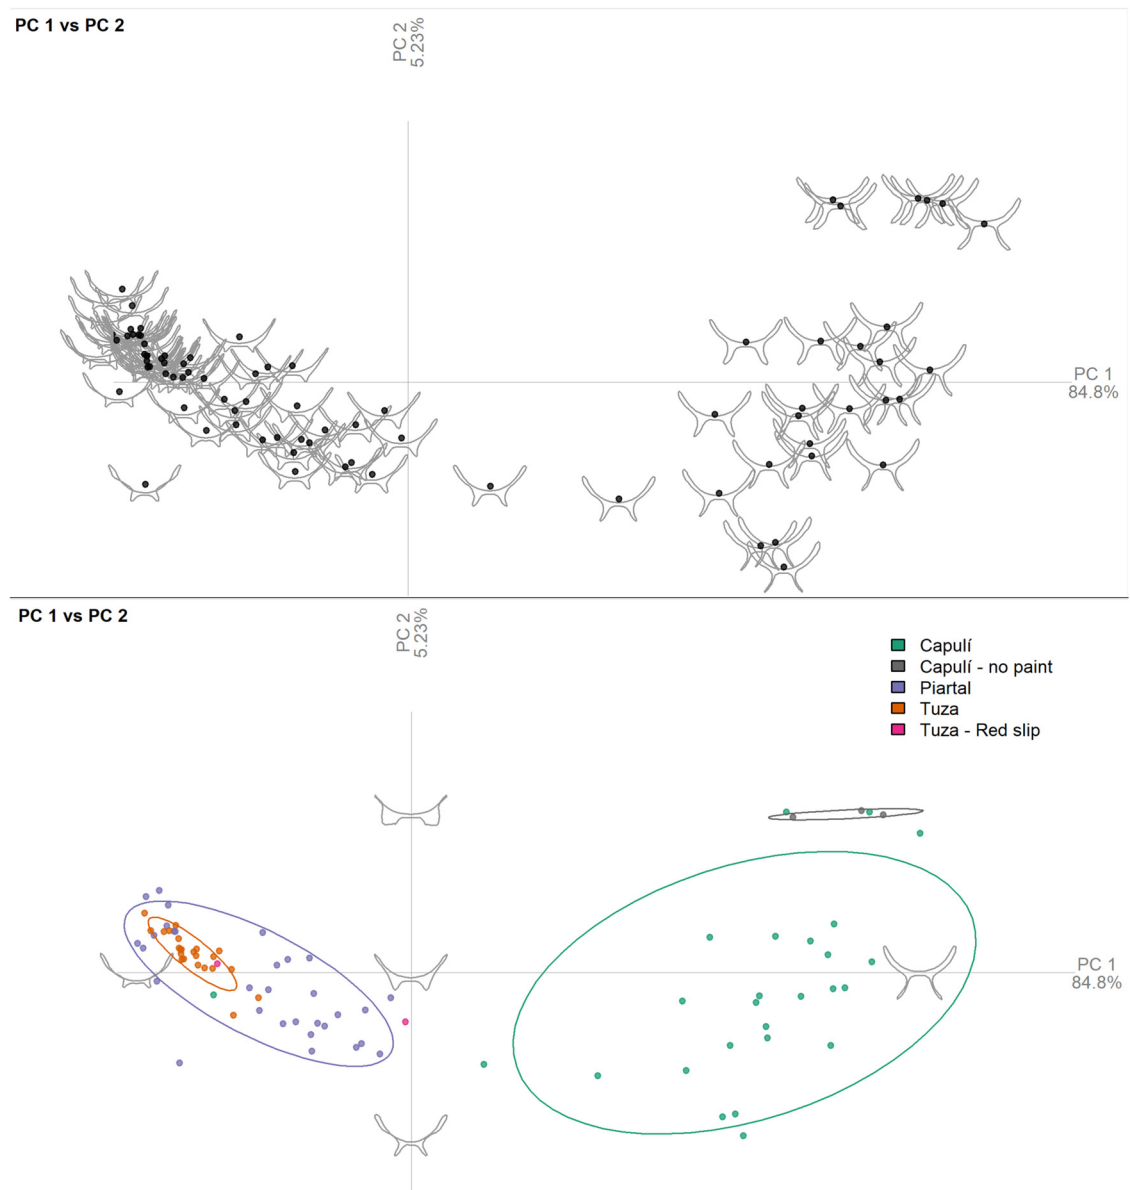 PC 1 vs PC 2
PC 2
5.23%
PC 1
84.8%
PC 1 vs PC 2
PC 2
5.23%
Capulí
Capulí - no paint
Piartal
Tuza
Tuza - Red slip
PC 1
84.8%